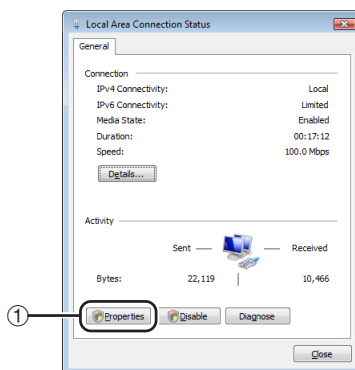 Local Area Connection Status
General
Connection
IPv4 Connectivity: Local
IPv6 Connectivity: Limited
Media State: Enabled
Duration: 00:17:12
Speed: 100.0 Mbps
Details...
Activity
Sent Received
Bytes: 22,119 10,466
① Properties Disable Diagnose
Close